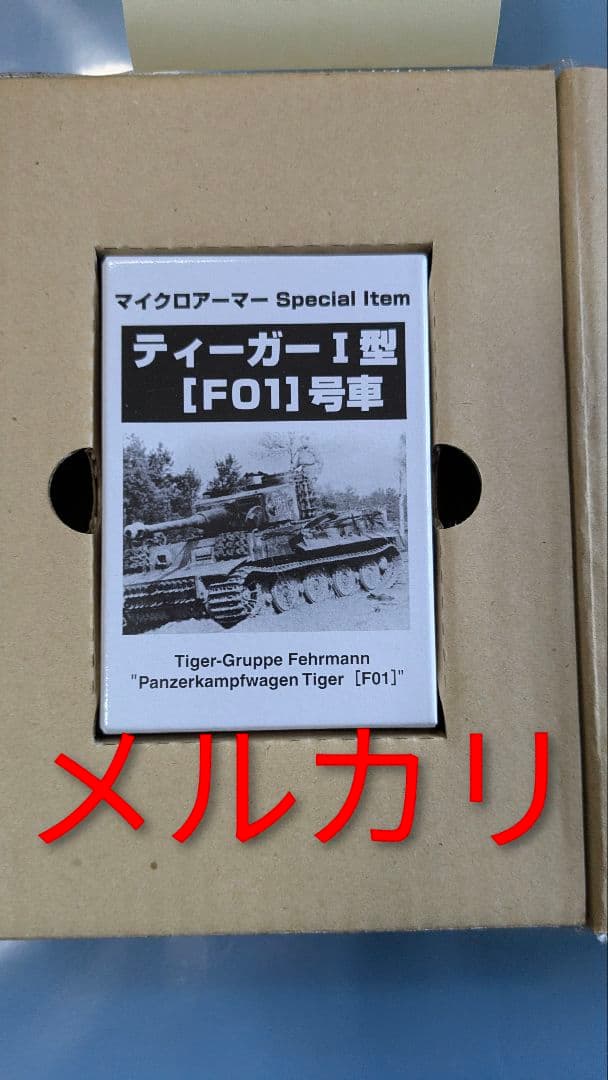 マイクロアーマー Special Item
ティーガーⅠ型
[F01]号車
Tiger-Gruppe Fehrmann
"Panzerkampfwagen Tiger [F01]"
メルカリ